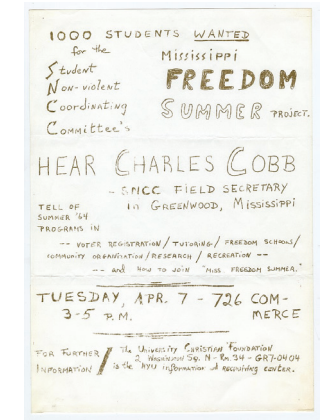 1000 STUDENTS WANTED
for the
Student
Non-violent
Coordinating
Committee's
Mississippi
FREEDOM
SUMMER PROJECT.
HEAR CHARLES COBB
- SNCC FIELD SECRETARY
in GREENWOOD, MISSISSIPPI
TELL OF
SUMMER '64
PROGRAMS IN
-- VOTER REGISTRATION / TUTORING / FREEDOM SCHOOLS /
COMMUNITY ORGANISATION / RESEARCH / RECREATION --
-- and HOW TO JOIN "MISS. FREEDOM SUMMER."
TUESDAY, APR. 7 - 726 COM-
3-5 P.M. MERCE
FOR FURTHER
INFORMATION /
The University Christian Foundation
2 Washington Sq. N - Rm. 34 - GR7-0404
is the NYU information & receiving center.